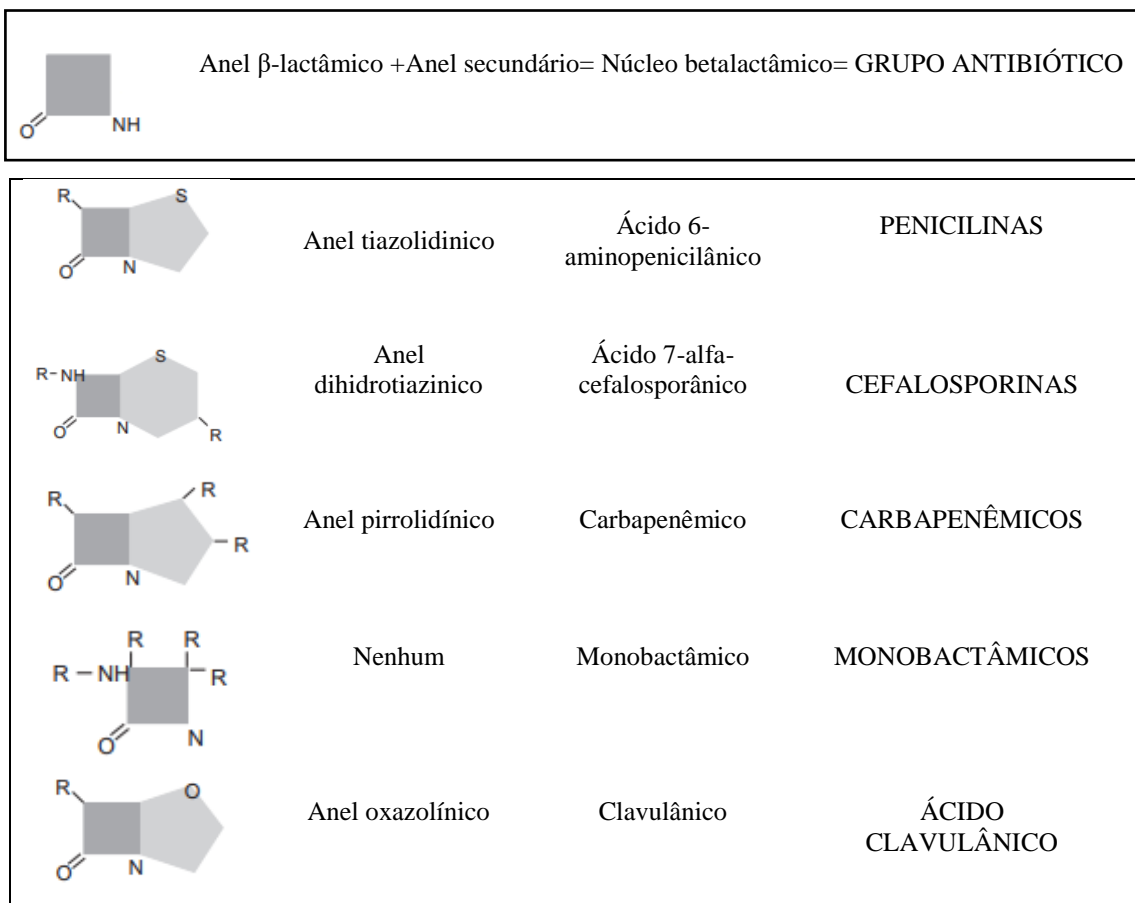 Anel β-lactâmico +Anel secundário= Núcleo betalactâmico= GRUPO ANTIBIÓTICO
O
NH
R
S
O
N
Anel tiazolidinico
Ácido 6-
aminopenicilânico
PENICILINAS
R-NH
S
O
N
R
Anel
dihidrotiazinico
Ácido 7-alfa-
cefalosporânico
CEFALOSPORINAS
R
R
R
O
N
Anel pirrolidínico
Carbapenêmico
CARBAPENÊMICOS
R
R
R-NH
R
O
N
Nenhum
Monobactâmico
MONOBACTÂMICOS
R
O
O
N
Anel oxazolínico
Clavulânico
ÁCIDO
CLAVULÂNICO